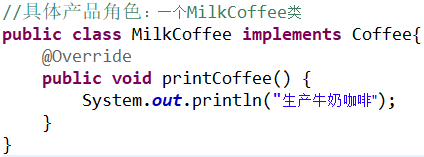 //具体产品角色：一个MilkCoffee类
public class MilkCoffee implements Coffee{
    @Override
    public void printCoffee() {
        System.out.println("生产牛奶咖啡");
    }
}